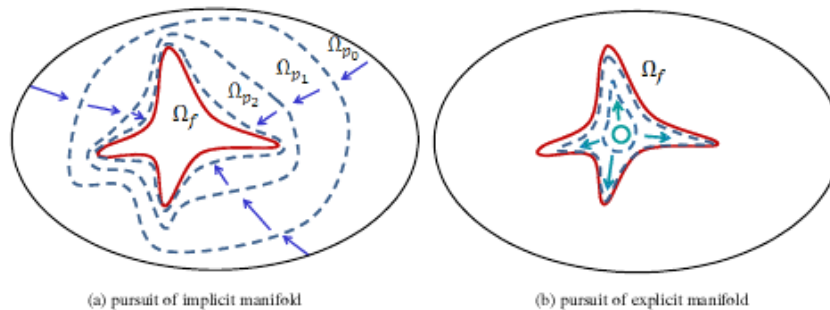 Ω_{p_0}
Ω_{p_1}
Ω_{p_2}
Ω_f
Ω_f
(a) pursuit of implicit manifold
(b) pursuit of explicit manifold